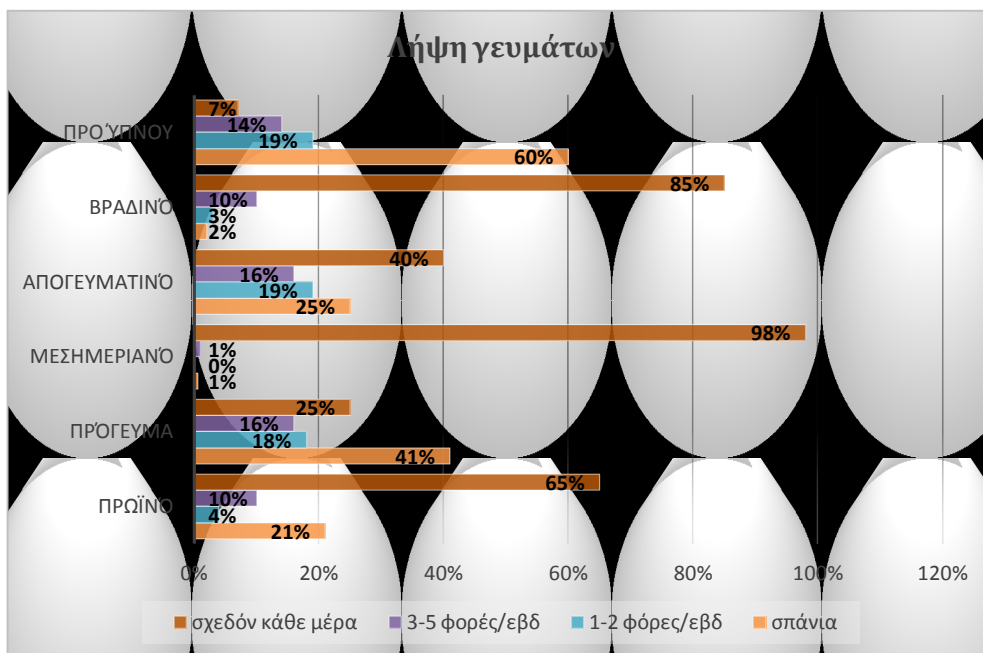 Λήψη γευμάτων
ΠΡΟ ΎΠΝΟΥ
7%
14%
19%
60%
ΒΡΑΔΙΝΌ
85%
10%
3%
2%
ΑΠΟΓΕΥΜΑΤΙΝΌ
40%
16%
19%
25%
ΜΕΣΗΜΕΡΙΑΝΌ
98%
1%
0%
1%
ΠΡΌΓΕΥΜΑ
25%
16%
18%
41%
ΠΡΩΪΝΌ
65%
10%
4%
21%
0% 20% 40% 60% 80% 100% 120%
σχεδόν κάθε μέρα 3-5 φορές/εβδ 1-2 φόρες/εβδ σπάνια